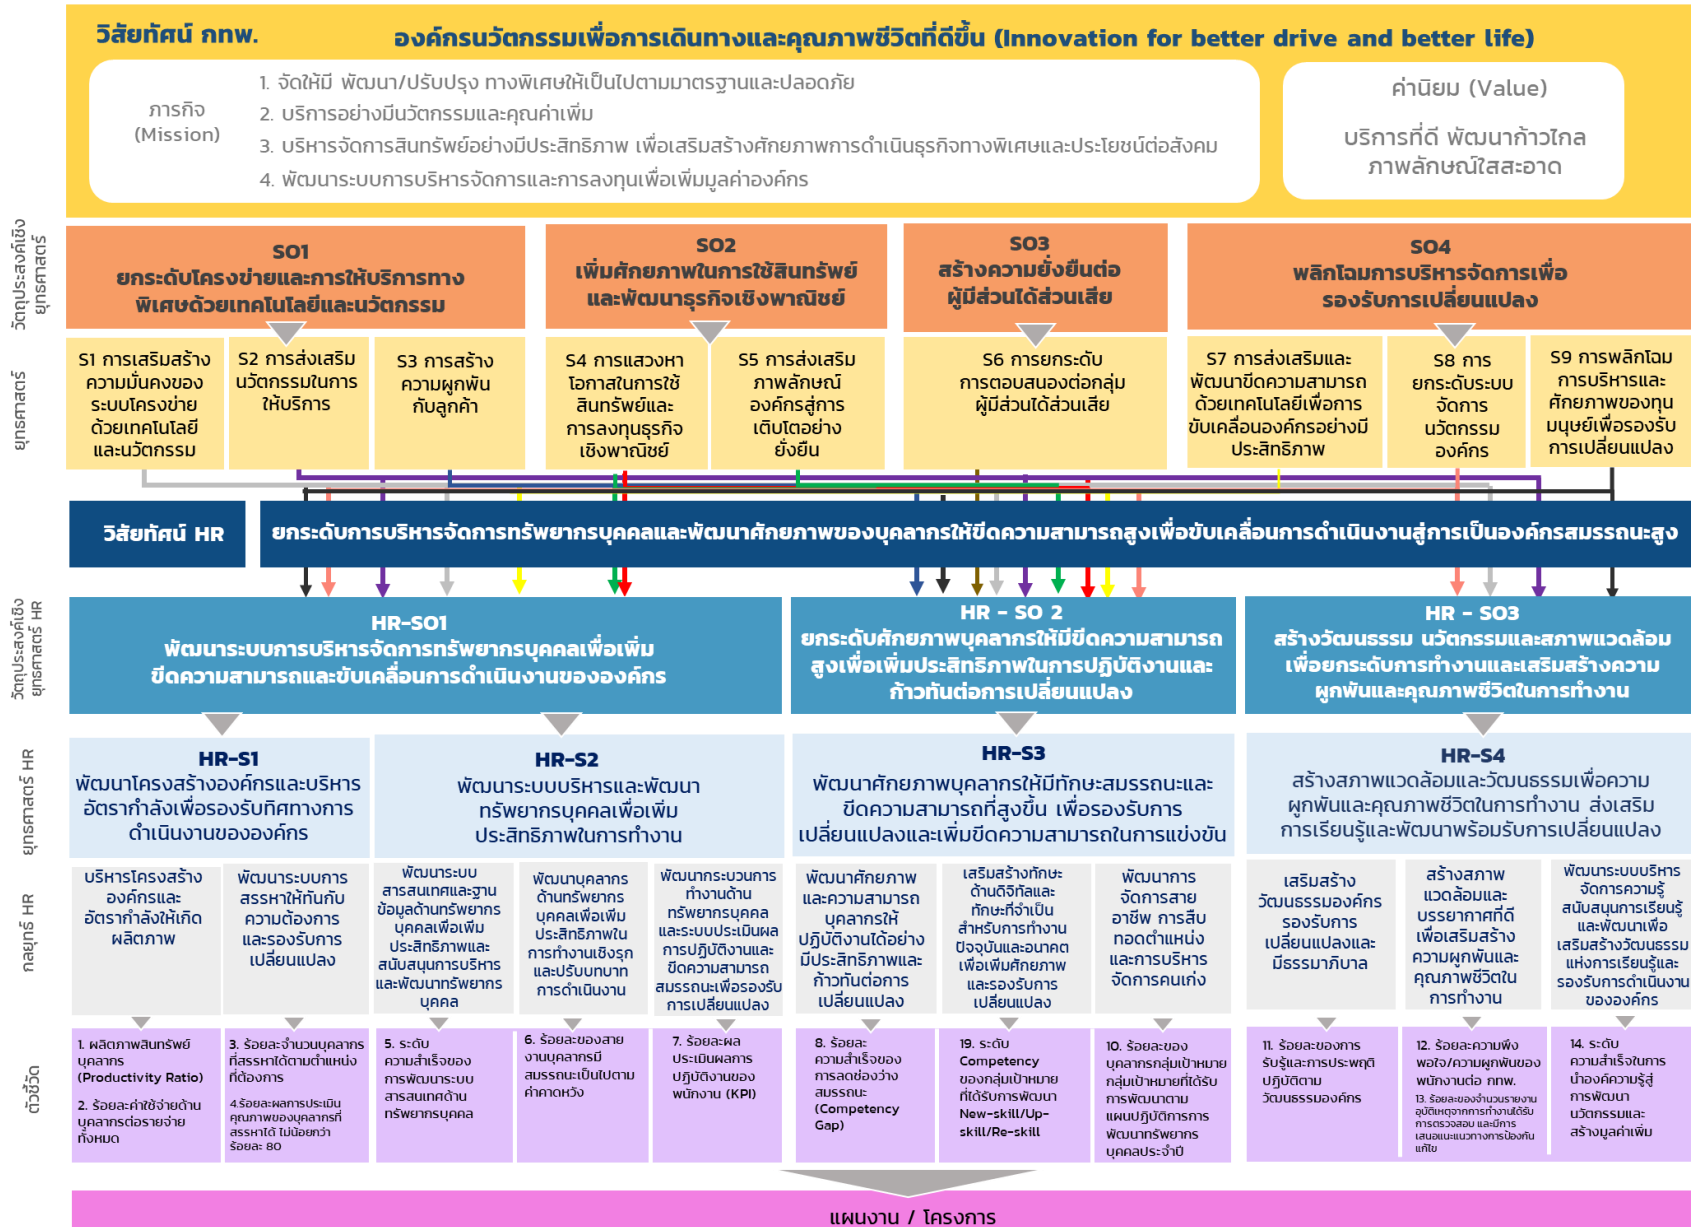 วิสัยทัศน์ กทพ.
องค์กรนวัตกรรมเพื่อการเดินทางและคุณภาพชีวิตที่ดีขึ้น (Innovation for better drive and better life)
ภารกิจ
(Mission)
1. จัดให้มี พัฒนา/ปรับปรุง ทางพิเศษให้เป็นไปตามมาตรฐานและปลอดภัย
2. บริการอย่างมีนวัตกรรมและคุณค่าเพิ่ม
3. บริหารจัดการสินทรัพย์อย่างมีประสิทธิภาพ เพื่อเสริมสร้างศักยภาพการดำเนินธุรกิจทางพิเศษและประโยชน์ต่อสังคม
4. พัฒนาระบบการบริหารจัดการและการลงทุนเพื่อเพิ่มมูลค่าองค์กร
ค่านิยม (Value)
บริการที่ดี พัฒนาก้าวไกล
ภาพลักษณ์ใสสะอาด
วัตถุประสงค์เชิง
ยุทธศาสตร์
SO1
ยกระดับโครงข่ายและการให้บริการทาง
พิเศษด้วยเทคโนโลยีและนวัตกรรม
SO2
เพิ่มศักยภาพในการใช้สินทรัพย์
และพัฒนาธุรกิจเชิงพาณิชย์
SO3
สร้างความยั่งยืนต่อ
ผู้มีส่วนได้ส่วนเสีย
SO4
พลิกโฉมการบริหารจัดการเพื่อ
รองรับการเปลี่ยนแปลง
ยุทธศาสตร์
S1 การเสริมสร้าง
ความมั่นคงของ
ระบบโครงข่าย
ด้วยเทคโนโลยี
และนวัตกรรม
S2 การส่งเสริม
นวัตกรรมในการ
ให้บริการ
S3 การสร้าง
ความผูกพัน
กับลูกค้า
S4 การแสวงหา
โอกาสในการใช้
สินทรัพย์และ
การลงทุนธุรกิจ
เชิงพาณิชย์
S5 การส่งเสริม
ภาพลักษณ์
องค์กรสู่การ
เติบโตอย่าง
ยั่งยืน
S6 การยกระดับ
การตอบสนองต่อกลุ่ม
ผู้มีส่วนได้ส่วนเสีย
S7 การส่งเสริมและ
พัฒนาขีดความสามารถ
ด้วยเทคโนโลยีเพื่อการ
ขับเคลื่อนองค์กรอย่างมี
ประสิทธิภาพ
S8 การ
ยกระดับระบบ
จัดการ
นวัตกรรม
องค์กร
S9 การพลิกโฉม
การบริหารและ
ศักยภาพของทุน
มนุษย์เพื่อรองรับ
การเปลี่ยนแปลง
วิสัยทัศน์ HR
ยกระดับการบริหารจัดการทรัพยากรบุคคลและพัฒนาศักยภาพของบุคลากรให้ขีดความสามารถสูงเพื่อขับเคลื่อนการดำเนินงานสู่การเป็นองค์กรสมรรถนะสูง
วัตถุประสงค์เชิง
ยุทธศาสตร์ HR
HR-SO1
พัฒนาระบบการบริหารจัดการทรัพยากรบุคคลเพื่อเพิ่ม
ขีดความสามารถและขับเคลื่อนการดำเนินงานขององค์กร
HR - SO 2
ยกระดับศักยภาพบุคลากรให้มีขีดความสามารถ
สูงเพื่อเพิ่มประสิทธิภาพในการปฏิบัติงานและ
ก้าวทันต่อการเปลี่ยนแปลง
HR - SO3
สร้างวัฒนธรรม นวัตกรรมและสภาพแวดล้อม
เพื่อยกระดับการทำงานและเสริมสร้างความ
ผูกพันและคุณภาพชีวิตในการทำงาน
ยุทธศาสตร์ HR
HR-S1
พัฒนาโครงสร้างองค์กรและบริหาร
อัตรากำลังเพื่อรองรับทิศทางการ
ดำเนินงานขององค์กร
HR-S2
พัฒนาระบบบริหารและพัฒนา
ทรัพยากรบุคคลเพื่อเพิ่ม
ประสิทธิภาพในการทำงาน
HR-S3
พัฒนาศักยภาพบุคลากรให้มีทักษะสมรรถนะและ
ขีดความสามารถที่สูงขึ้น เพื่อรองรับการ
เปลี่ยนแปลงและเพิ่มขีดความสามารถในการแข่งขัน
HR-S4
สร้างสภาพแวดล้อมและวัฒนธรรมเพื่อความ
ผูกพันและคุณภาพชีวิตในการทำงาน ส่งเสริม
การเรียนรู้และพัฒนาพร้อมรับการเปลี่ยนแปลง
กลยุทธ์ HR
บริหารโครงสร้าง
องค์กรและ
อัตรากำลังให้เกิด
ผลิตภาพ
พัฒนาระบบการ
สรรหาให้ทันกับ
ความต้องการ
และรองรับการ
เปลี่ยนแปลง
พัฒนาระบบ
สารสนเทศและฐาน
ข้อมูลด้านทรัพยากร
บุคคลเพื่อเพิ่ม
ประสิทธิภาพและ
สนับสนุนการบริหาร
และพัฒนาทรัพยากร
บุคคล
พัฒนาบุคลากร
ด้านทรัพยากร
บุคคลเพื่อเพิ่ม
ประสิทธิภาพใน
การทำงานเชิงรุก
และปรับบทบาท
การดำเนินงาน
พัฒนากระบวนการ
ทำงานด้าน
ทรัพยากรบุคคล
และระบบประเมินผล
การปฏิบัติงานและ
ขีดความสามารถ
สมรรถนะเพื่อรองรับ
การเปลี่ยนแปลง
พัฒนาศักยภาพ
และความสามารถ
บุคลากรให้
ปฏิบัติงานได้อย่าง
มีประสิทธิภาพและ
ก้าวทันต่อการ
เปลี่ยนแปลง
เสริมสร้างทักษะ
ด้านดิจิทัลและ
ทักษะที่จำเป็น
สำหรับการทำงาน
ปัจจุบันและอนาคต
เพื่อเพิ่มศักยภาพ
และรองรับการ
เปลี่ยนแปลง
พัฒนาการ
จัดการสาย
อาชีพ การสืบ
ทอดตำแหน่ง
และการบริหาร
จัดการคนเก่ง
เสริมสร้าง
วัฒนธรรมองค์กร
รองรับการ
เปลี่ยนแปลงและ
มีธรรมาภิบาล
สร้างสภาพ
แวดล้อมและ
บรรยากาศที่ดี
เพื่อเสริมสร้าง
ความผูกพันและ
คุณภาพชีวิตใน
การทำงาน
พัฒนาระบบบริหาร
จัดการความรู้
สนับสนุนการเรียนรู้
และพัฒนาเพื่อ
เสริมสร้างวัฒนธรรม
แห่งการเรียนรู้และ
รองรับการดำเนินงาน
ขององค์กร
ตัวชี้วัด
1. ผลิตภาพสินทรัพย์
บุคลากร
(Productivity Ratio)
2. ร้อยละค่าใช้จ่ายด้าน
บุคลากรต่อรายจ่าย
ทั้งหมด
3. ร้อยละจำนวนบุคลากร
ที่สรรหาได้ตามตำแหน่ง
ที่ต้องการ
4.ร้อยละผลการประเมิน
คุณภาพของบุคลากรที่
สรรหาได้ ไม่น้อยกว่า
ร้อยละ 80
5. ระดับ
ความสำเร็จของ
การพัฒนาระบบ
สารสนเทศด้าน
ทรัพยากรบุคคล
6. ร้อยละของสาย
งานบุคลากรมี
สมรรถนะเป็นไปตาม
ค่าคาดหวัง
7. ร้อยละผล
ประเมินผลการ
ปฏิบัติงานของ
พนักงาน (KPI)
8. ร้อยละ
ความสำเร็จของ
การลดช่องว่าง
สมรรถนะ
(Competency
Gap)
19. ระดับ
Competency
ของกลุ่มเป้าหมาย
ที่ได้รับการพัฒนา
New-skill/Up-
skill/Re-skill
10. ร้อยละของ
บุคลากรกลุ่มเป้าหมาย
กลุ่มเป้าหมายที่ได้รับ
การพัฒนาตาม
แผนปฏิบัติการการ
พัฒนาทรัพยากร
บุคคลประจำปี
11. ร้อยละของการ
รับรู้และการประพฤติ
ปฏิบัติตาม
วัฒนธรรมองค์กร
12. ร้อยละความพึง
พอใจ/ความผูกพันของ
พนักงานต่อ กทพ.
13. ร้อยละของจำนวนรายงาน
อุบัติเหตุจากการทำงานได้รับ
การตรวจสอบ และมีการ
เสนอแนะแนวทางการป้องกัน
แก้ไข
14. ระดับ
ความสำเร็จในการ
นำองค์ความรู้สู่
การพัฒนา
นวัตกรรมและ
สร้างมูลค่าเพิ่ม
แผนงาน / โครงการ